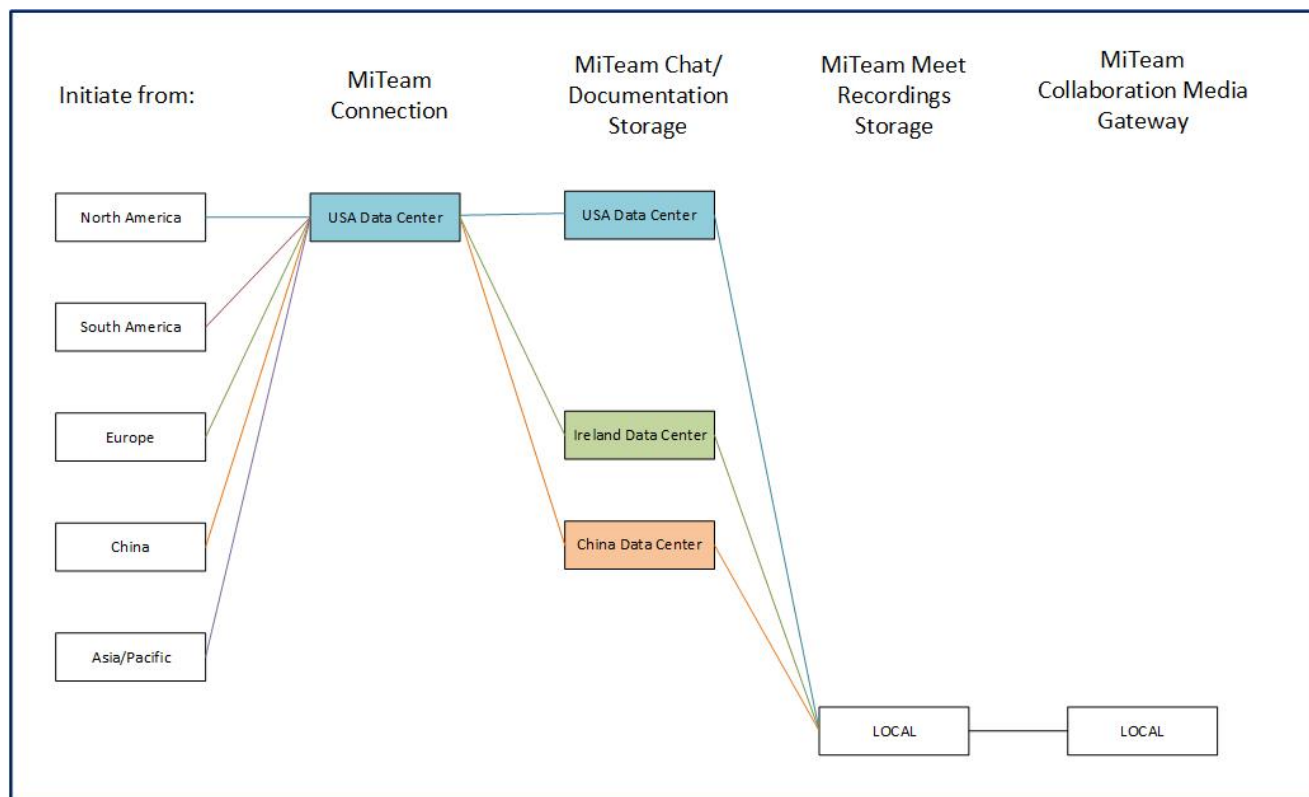 Initiate from:
MiTeam
Connection
MiTeam Chat/
Documentation
Storage
MiTeam Meet
Recordings
Storage
MiTeam
Collaboration Media
Gateway
North America
USA Data Center
USA Data Center
South America
Europe
Ireland Data Center
China
China Data Center
Asia/Pacific
LOCAL
LOCAL